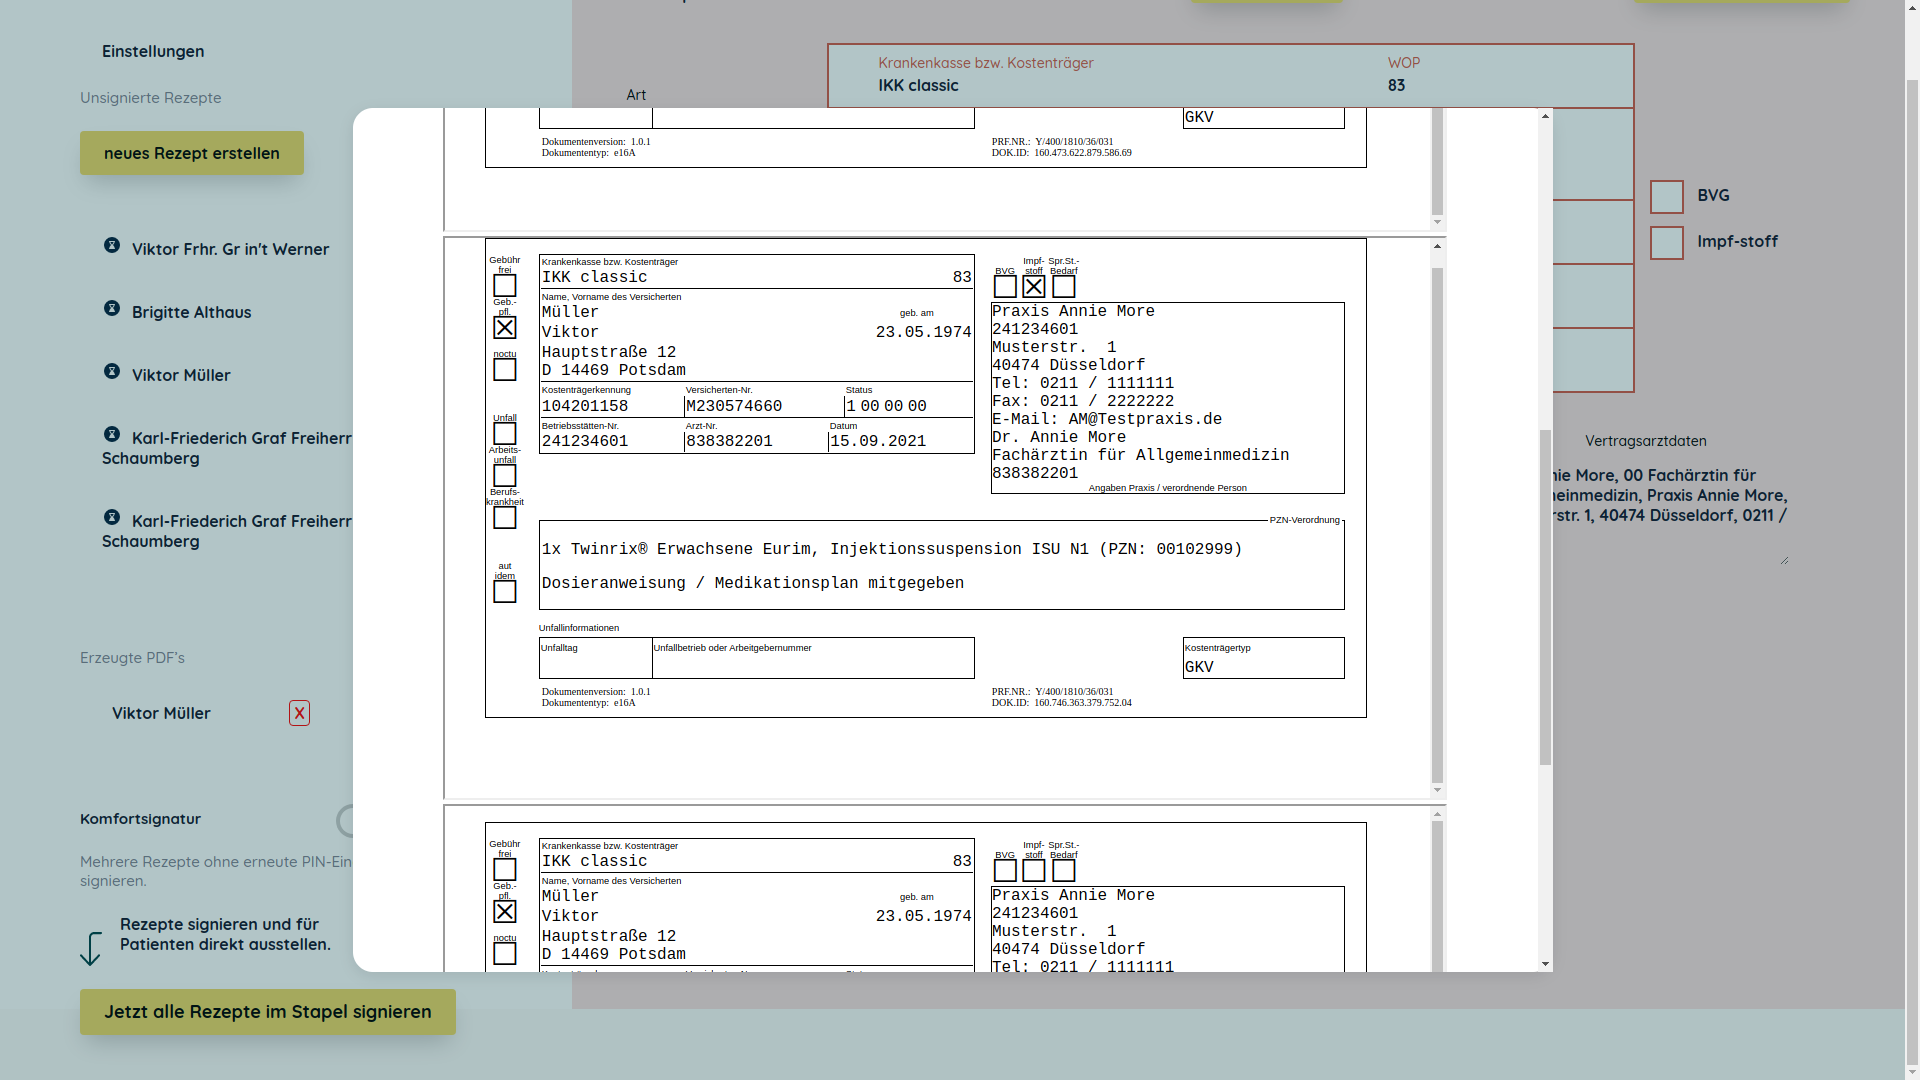 Einstellungen
Unsignierte Rezepte
neues Rezept erstellen
Viktor Frhr. Gr in't Werner
Brigitte Althaus
Viktor Müller
Karl-Friederich Graf Freiherr
Schaumberg
Karl-Friederich Graf Freiherr
Schaumberg
Erzeugte PDF's
Viktor Müller
X
Komfortsignatur
Mehrere Rezepte ohne erneute PIN-Ein
signieren.
Rezepte signieren und für
Patienten direkt ausstellen.
Jetzt alle Rezepte im Stapel signieren
Krankenkasse bzw. Kostenträger WOP
IKK classic 83
Art
BVG
Impf-stoff
Vertragsarztdaten
nie More, 00 Fachärztin für
einmedizin, Praxis Annie More,
rstr. 1, 40474 Düsseldorf, 0211 /
GKV
Dokumentenversion: 1.0.1
Dokumententyp: e16A
PRF.NR.: Y/400/1810/36/031
DOK.ID: 160.473.622.879.586.69
Gebühr
frei
Geb.-
pfl.
noctu
Unfall
Arbeits-
unfall
Berufs-
krankheit
aut
idem
Krankenkasse bzw. Kostenträger
IKK classic 83
Name, Vorname des Versicherten
Müller geb. am
Viktor 23.05.1974
Hauptstraße 12
D 14469 Potsdam
Kostenträgerkennung Versicherten-Nr. Status
104201158 M230574660 1 00 00 00
Betriebsstätten-Nr. Arzt-Nr. Datum
241234601 838382201 15.09.2021
Impf- Spr.St.-
BVG stoff Bedarf
Praxis Annie More
241234601
Musterstr. 1
40474 Düsseldorf
Tel: 0211 / 1111111
Fax: 0211 / 2222222
E-Mail: AM@Testpraxis.de
Dr. Annie More
Fachärztin für Allgemeinmedizin
838382201
Angaben Praxis / verordnende Person
PZN-Verordnung
1x Twinrix® Erwachsene Eurim, Injektionssuspension ISU N1 (PZN: 00102999)
Dosieranweisung / Medikationsplan mitgegeben
Unfallinformationen
Unfalltag Unfallbetrieb oder Arbeitgebernummer
Kostenträgertyp
GKV
Dokumentenversion: 1.0.1
Dokumententyp: e16A
PRF.NR.: Y/400/1810/36/031
DOK.ID: 160.746.363.379.752.04
Gebühr
frei
Geb.-
pfl.
noctu
Krankenkasse bzw. Kostenträger
IKK classic 83
Name, Vorname des Versicherten
Müller geb. am
Viktor 23.05.1974
Hauptstraße 12
D 14469 Potsdam
Impf- Spr.St.-
BVG stoff Bedarf
Praxis Annie More
241234601
Musterstr. 1
40474 Düsseldorf
Tel: 0211 / 1111111